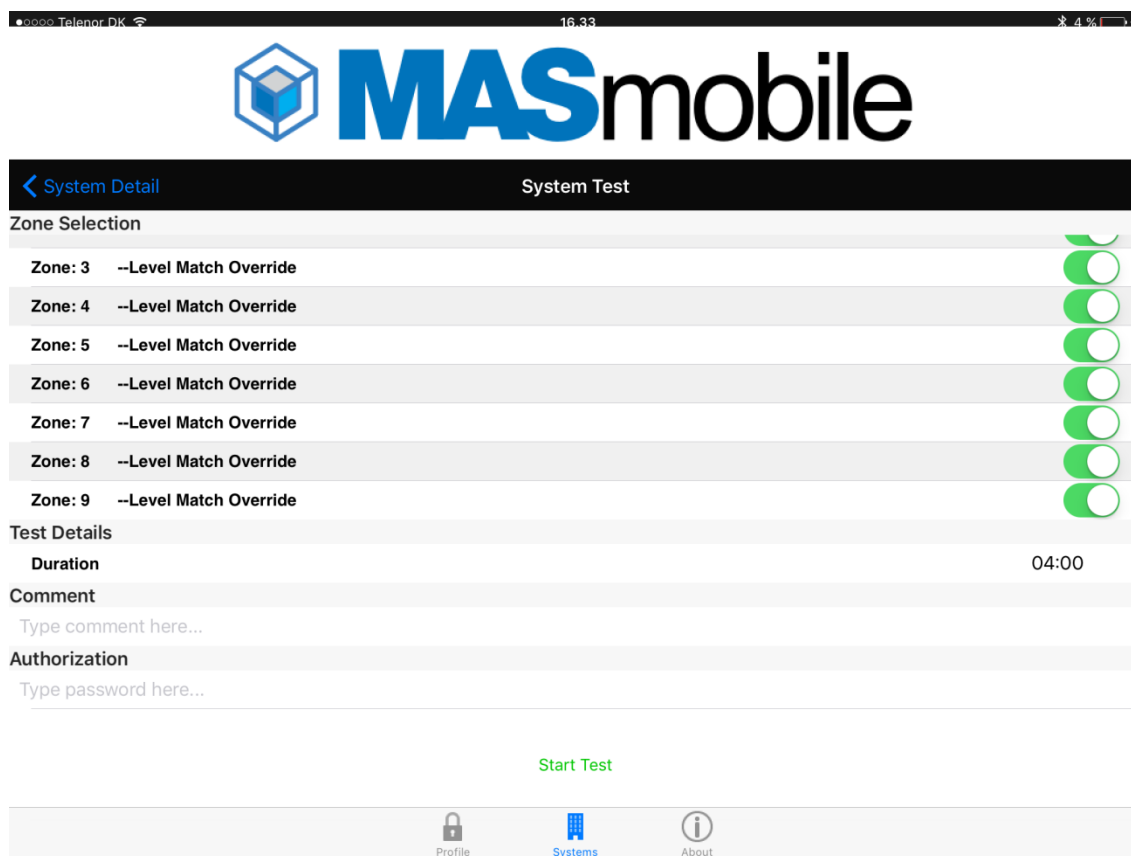 Telenor DK 16.33 4 %
MASmobile
System Detail System Test
Zone Selection
Zone: 3 --Level Match Override
Zone: 4 --Level Match Override
Zone: 5 --Level Match Override
Zone: 6 --Level Match Override
Zone: 7 --Level Match Override
Zone: 8 --Level Match Override
Zone: 9 --Level Match Override
Test Details
Duration 04:00
Comment
Type comment here...
Authorization
Type password here...
Start Test
Profile Systems About